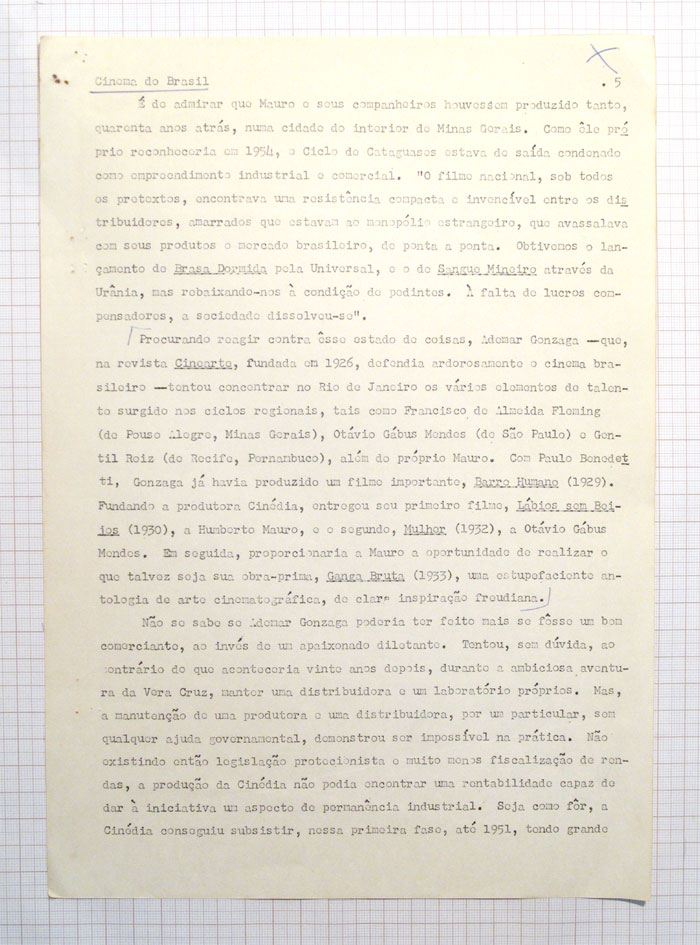 Cinema do Brasil
. 5
É de admirar que Mauro e seus companheiros houvessem produzido tanto,
quarenta anos atrás, numa cidade do interior de Minas Gerais. Como êle pró
prio reconheceria em 1954, o Ciclo de Cataguases estava de saída condenado
como empreendimento industrial e comercial. "O filme nacional, sob todos
os pretextos, encontrava uma resistência compacta e invencível entre os dis
tribuidores, amarrados que estavam ao monopólio estrangeiro, que avassalava
com seus produtos o mercado brasileiro, de ponta a ponta. Obtivemos o lan-
çamento de Brasa Dormida pela Universal, e o de Sangue Mineiro através da
Urânia, mas rebaixando-nos à condição de pedintes. À falta de lucros com-
pensadores, a sociedade dissolveu-se".
Procurando reagir contra êsse estado de coisas, Ademar Gonzaga —que,
na revista Cinearte, fundada em 1926, defendia ardorosamente o cinema bra-
sileiro —tentou concentrar no Rio de Janeiro os vários elementos de talen-
to surgido nos ciclos regionais, tais como Francisco de Almeida Fleming
(de Pouso Alegre, Minas Gerais), Otávio Gábus Mendes (de São Paulo) e Gen-
til Roiz (de Recife, Pernambuco), além do próprio Mauro. Com Paulo Benedet
ti, Gonzaga já havia produzido um filme importante, Barro Humano (1929).
Fundando a produtora Cinédia, entregou seu primeiro filme, Lábios sem Bei-
jos (1930), a Humberto Mauro, e o segundo, Mulher (1932), a Otávio Gábus
Mendes. Em seguida, proporcionaria a Mauro a oportunidade de realizar o
que talvez seja sua obra-prima, Ganga Bruta (1933), uma estupefaciente an-
tologia de arte cinematográfica, de clara inspiração freudiana.
Não se sabe se Ademar Gonzaga poderia ter feito mais se fôsse um bom
comerciante, ao invés de um apaixonado diletante. Tentou, sem dúvida, ao
contrário do que aconteceria vinte anos depois, durante a ambiciosa aventu-
ra da Vera Cruz, manter uma distribuidora e um laboratório próprios. Mas,
a manutenção de uma produtora e uma distribuidora, por um particular, sem
qualquer ajuda governamental, demonstrou ser impossível na prática. Não
existindo então legislação protecionista e muito menos fiscalização de ren-
das, a produção da Cinédia não podia encontrar uma rentabilidade capaz de
dar à iniciativa um aspecto de permanência industrial. Seja como fôr, a
Cinédia conseguiu subsistir, nessa primeira fase, até 1951, tendo grande